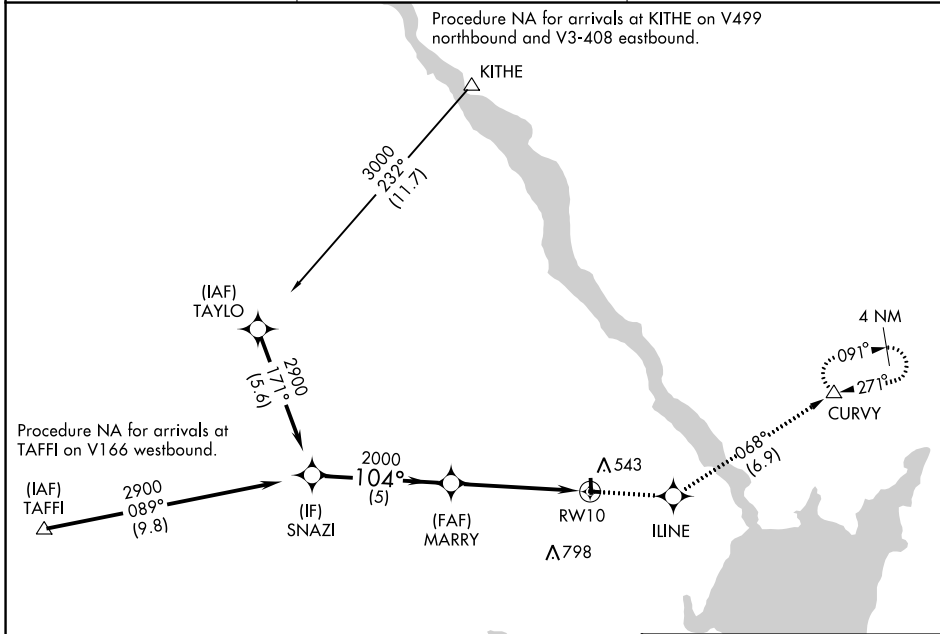 Procedure NA for arrivals at KITHE on V499
northbound and V3-408 eastbound.
KITHE
3000
232°
(11.7)
(IAF)
TAYLO
2900
171°
(5.6)
4 NM
091°
271°
CURVY
068°
(6.9)
Procedure NA for arrivals at
TAFFI on V166 westbound.
(IAF)
TAFFI
2900
089°
(9.8)
(IF)
SNAZI
2000
104°
(5)
(FAF)
MARRY
543
RW10
798
ILINE